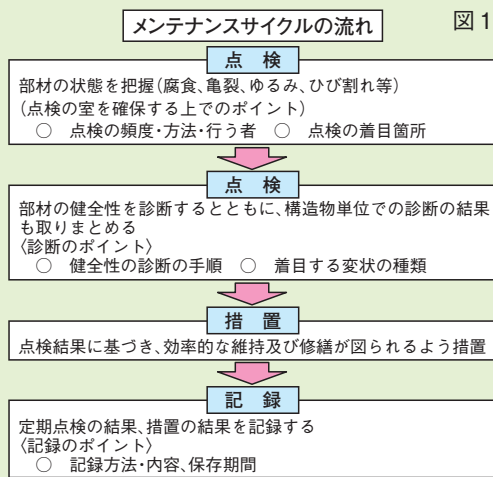 メンテナンスサイクルの流れ
図1
点 検
部材の状態を把握(腐食、亀裂、ゆるみ、ひび割れ等)
(点検の室を確保する上でのポイント)
○ 点検の頻度・方法・行う者 ○ 点検の着目箇所
点 検
部材の健全性を診断するとともに、構造物単位での診断の結果
も取りまとめる
〈診断のポイント〉
○ 健全性の診断の手順 ○ 着目する変状の種類
措 置
点検結果に基づき、効率的な維持及び修繕が図られるよう措置
記 録
定期点検の結果、措置の結果を記録する
〈記録のポイント〉
○ 記録方法・内容、保存期間